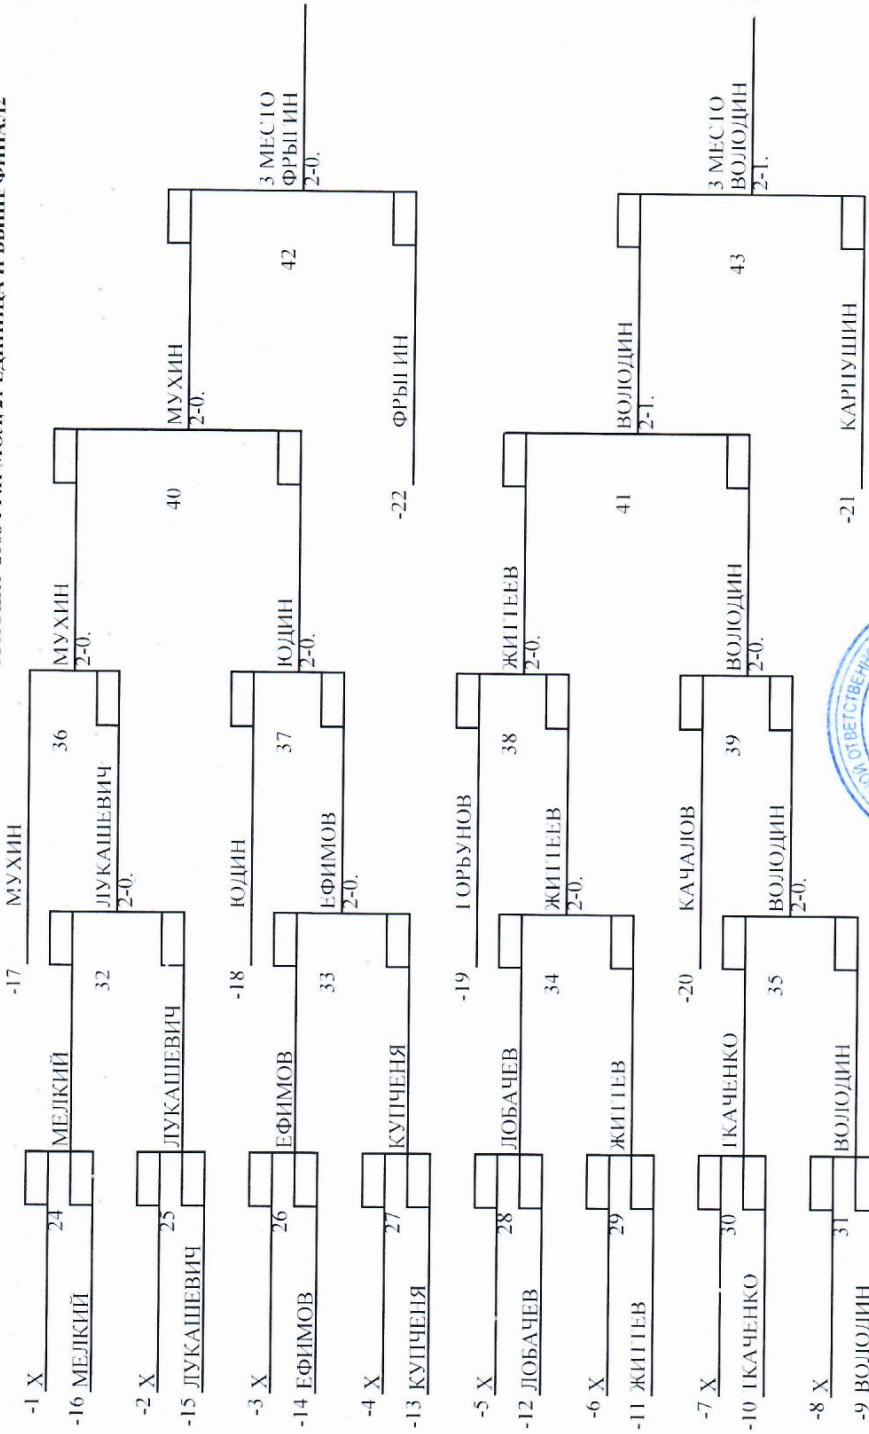 -1 X
24
МЕЛКИЙ
-16 МЕЛКИЙ
-17
МУХИН
32
ЛУКАШЕВИЧ
2-0.
36
МУХИН
2-0.
-2 X
25
ЛУКАШЕВИЧ
-15 ЛУКАШЕВИЧ
40
МУХИН
2-0.
-3 X
26
ЕФИМОВ
-14 ЕФИМОВ
-18
ЮДИН
33
ЕФИМОВ
2-0.
37
ЮДИН
2-0.
-4 X
27
КУПЧЕНЯ
-13 КУПЧЕНЯ
42
3 МЕСТО
ФРЫГИН
2-0.
-22
ФРЫГИН
-5 X
28
ЛОБАЧЕВ
-12 ЛОБАЧЕВ
-19
ГОРБУНОВ
34
ЖИГТЕЕВ
2-0.
38
ЖИГТЕЕВ
2-0.
-6 X
29
ЖИГТЕВ
-11 ЖИГТЕВ
41
ВОЛОДИН
2-1.
-7 X
30
ТКАЧЕНКО
-10 ТКАЧЕНКО
-20
КАЧАЛОВ
35
ВОЛОДИН
2-0.
39
ВОЛОДИН
2-0.
-8 X
31
ВОЛОДИН
-9 ВОЛОДИН
43
3 МЕСТО
ВОЛОДИН
2-1.
-21
КАРПУШИН